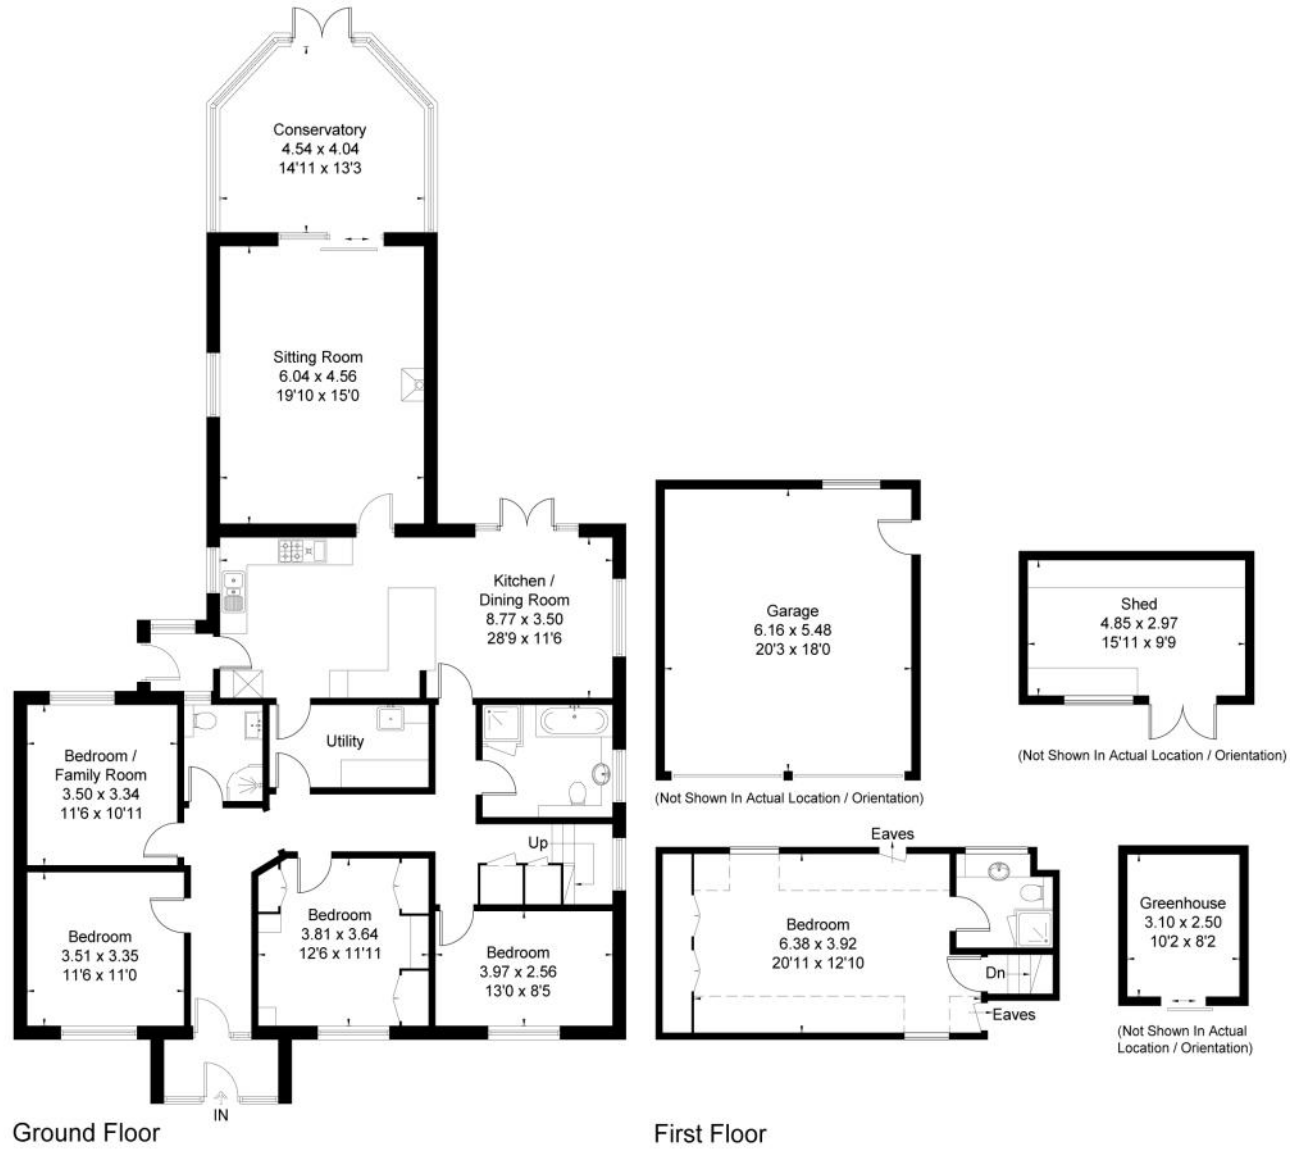 Conservatory
4.54 x 4.04
14'11 x 13'3
Sitting Room
6.04 x 4.56
19'10 x 15'0
Kitchen /
Dining Room
8.77 x 3.50
28'9 x 11'6
Utility
Bedroom /
Family Room
3.50 x 3.34
11'6 x 10'11
Up
Bedroom
3.51 x 3.35
11'6 x 11'0
Bedroom
3.81 x 3.64
12'6 x 11'11
Bedroom
3.97 x 2.56
13'0 x 8'5
IN
Ground Floor
Garage
6.16 x 5.48
20'3 x 18'0
(Not Shown In Actual Location / Orientation)
Shed
4.85 x 2.97
15'11 x 9'9
(Not Shown In Actual Location / Orientation)
Eaves
Bedroom
6.38 x 3.92
20'11 x 12'10
Dn
Eaves
Greenhouse
3.10 x 2.50
10'2 x 8'2
(Not Shown In Actual
Location / Orientation)
First Floor